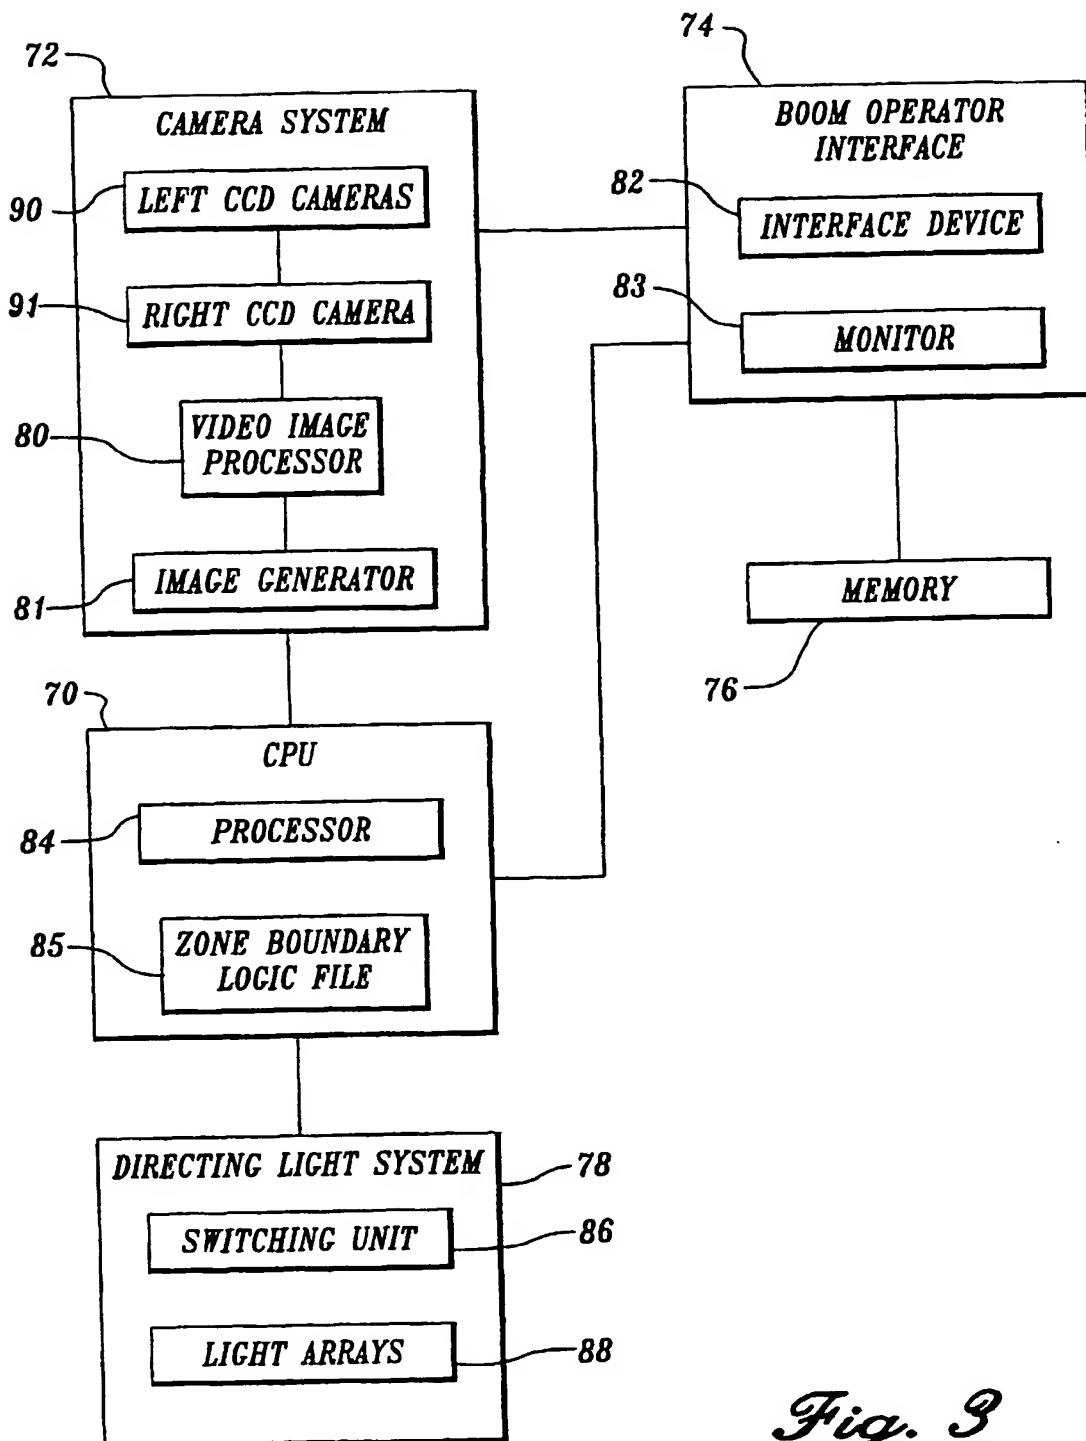 72
CAMERA SYSTEM
90
LEFT CCD CAMERAS
91
RIGHT CCD CAMERA
80
VIDEO IMAGE
PROCESSOR
81
IMAGE GENERATOR
74
BOOM OPERATOR
INTERFACE
82
INTERFACE DEVICE
83
MONITOR
MEMORY
76
70
CPU
84
PROCESSOR
85
ZONE BOUNDARY
LOGIC FILE
DIRECTING LIGHT SYSTEM
78
SWITCHING UNIT
86
LIGHT ARRAYS
88
Fig. 3